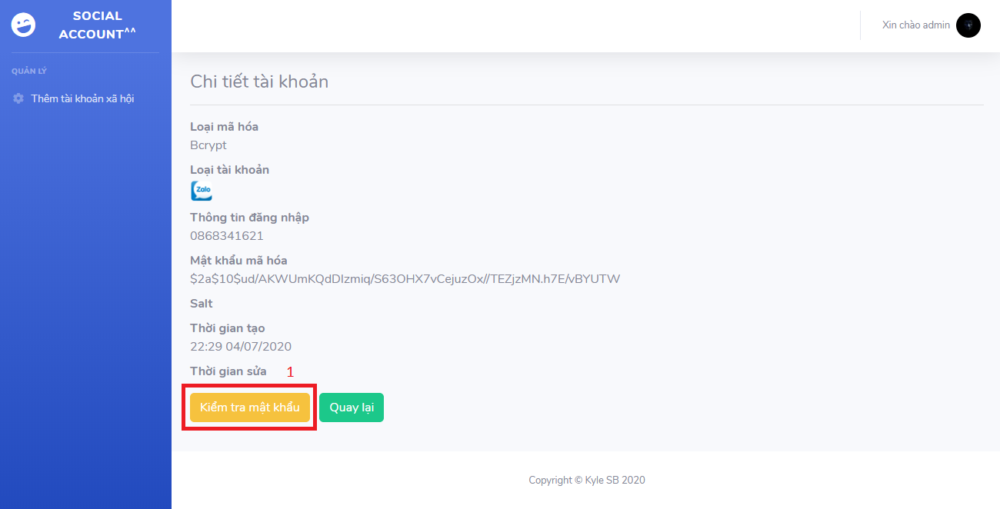 SOCIAL
ACCOUNT^^
Xin chào admin
QUẢN LÝ
Thêm tài khoản xã hội
Chi tiết tài khoản
Loại mã hóa
Bcrypt
Loại tài khoản
Zalo
Thông tin đăng nhập
0868341621
Mật khẩu mã hóa
$2a$10$ud/AKWUmKQdDIzmiq/S63OHX7vCejuzOx//TEZjzMN.h7E/vBYUTW
Salt
Thời gian tạo
22:29 04/07/2020
Thời gian sửa 1
Kiểm tra mật khẩu Quay lại
Copyright © Kyle SB 2020